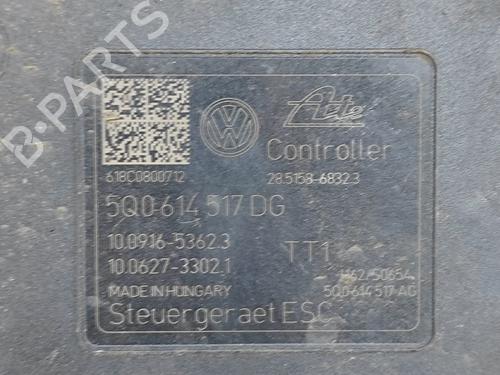 B-PARTS
Ate
Controller
618C0800712
28.5158-6832.3
5Q0 614 517 DG
10.0916-5362.3
10.0627-3302.1
TT1
MADE IN HUNGARY
5Q0 614 517 AG
Steuergeraet ESC